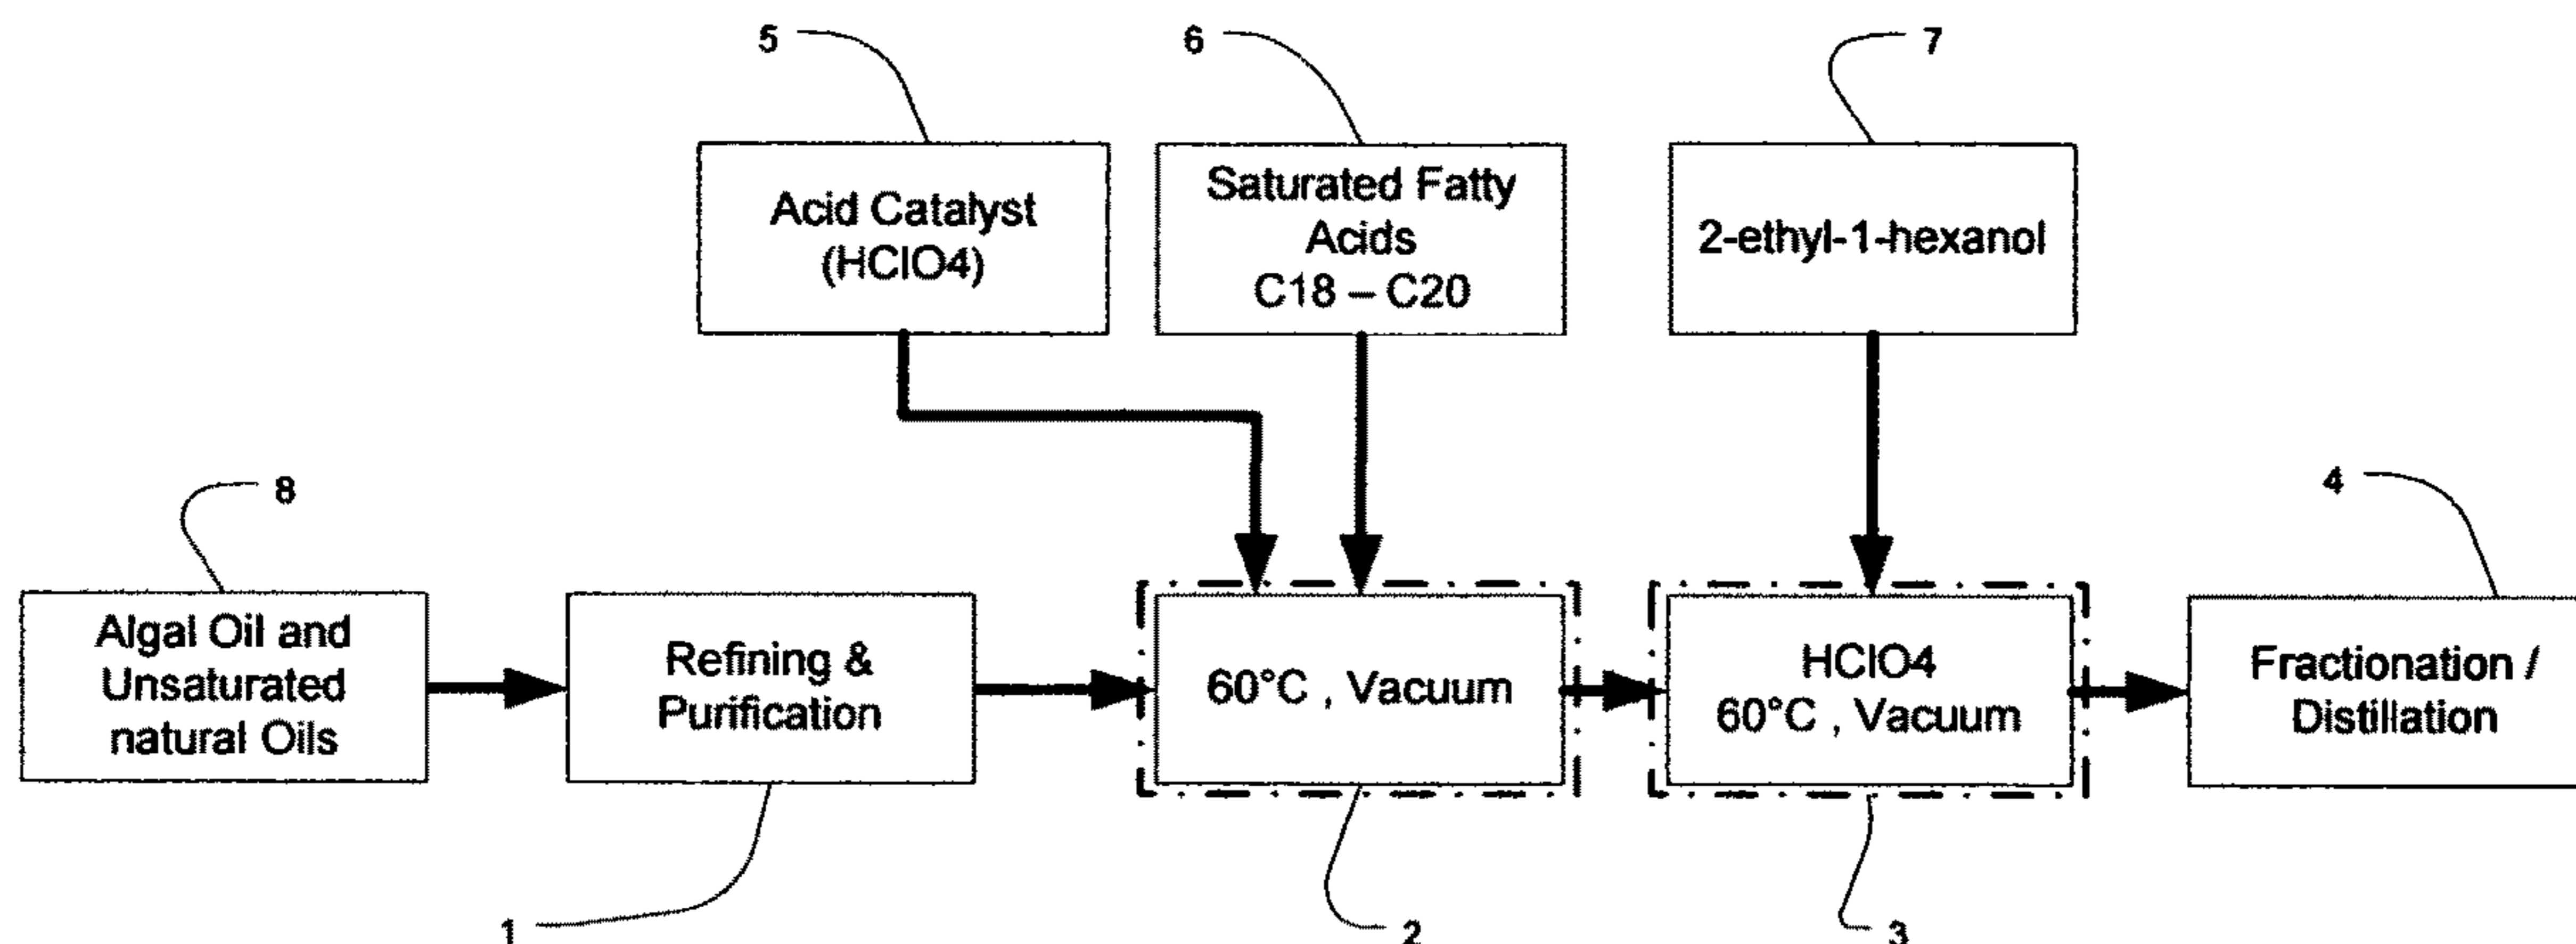 5
6
7
Acid Catalyst
(HClO4)
Saturated Fatty
Acids
C18 – C20
2-ethyl-1-hexanol
8
4
Algal Oil and
Unsaturated
natural Oils
Refining &
Purification
60°C , Vacuum
HClO4
60°C , Vacuum
Fractionation /
Distillation
1
2
3